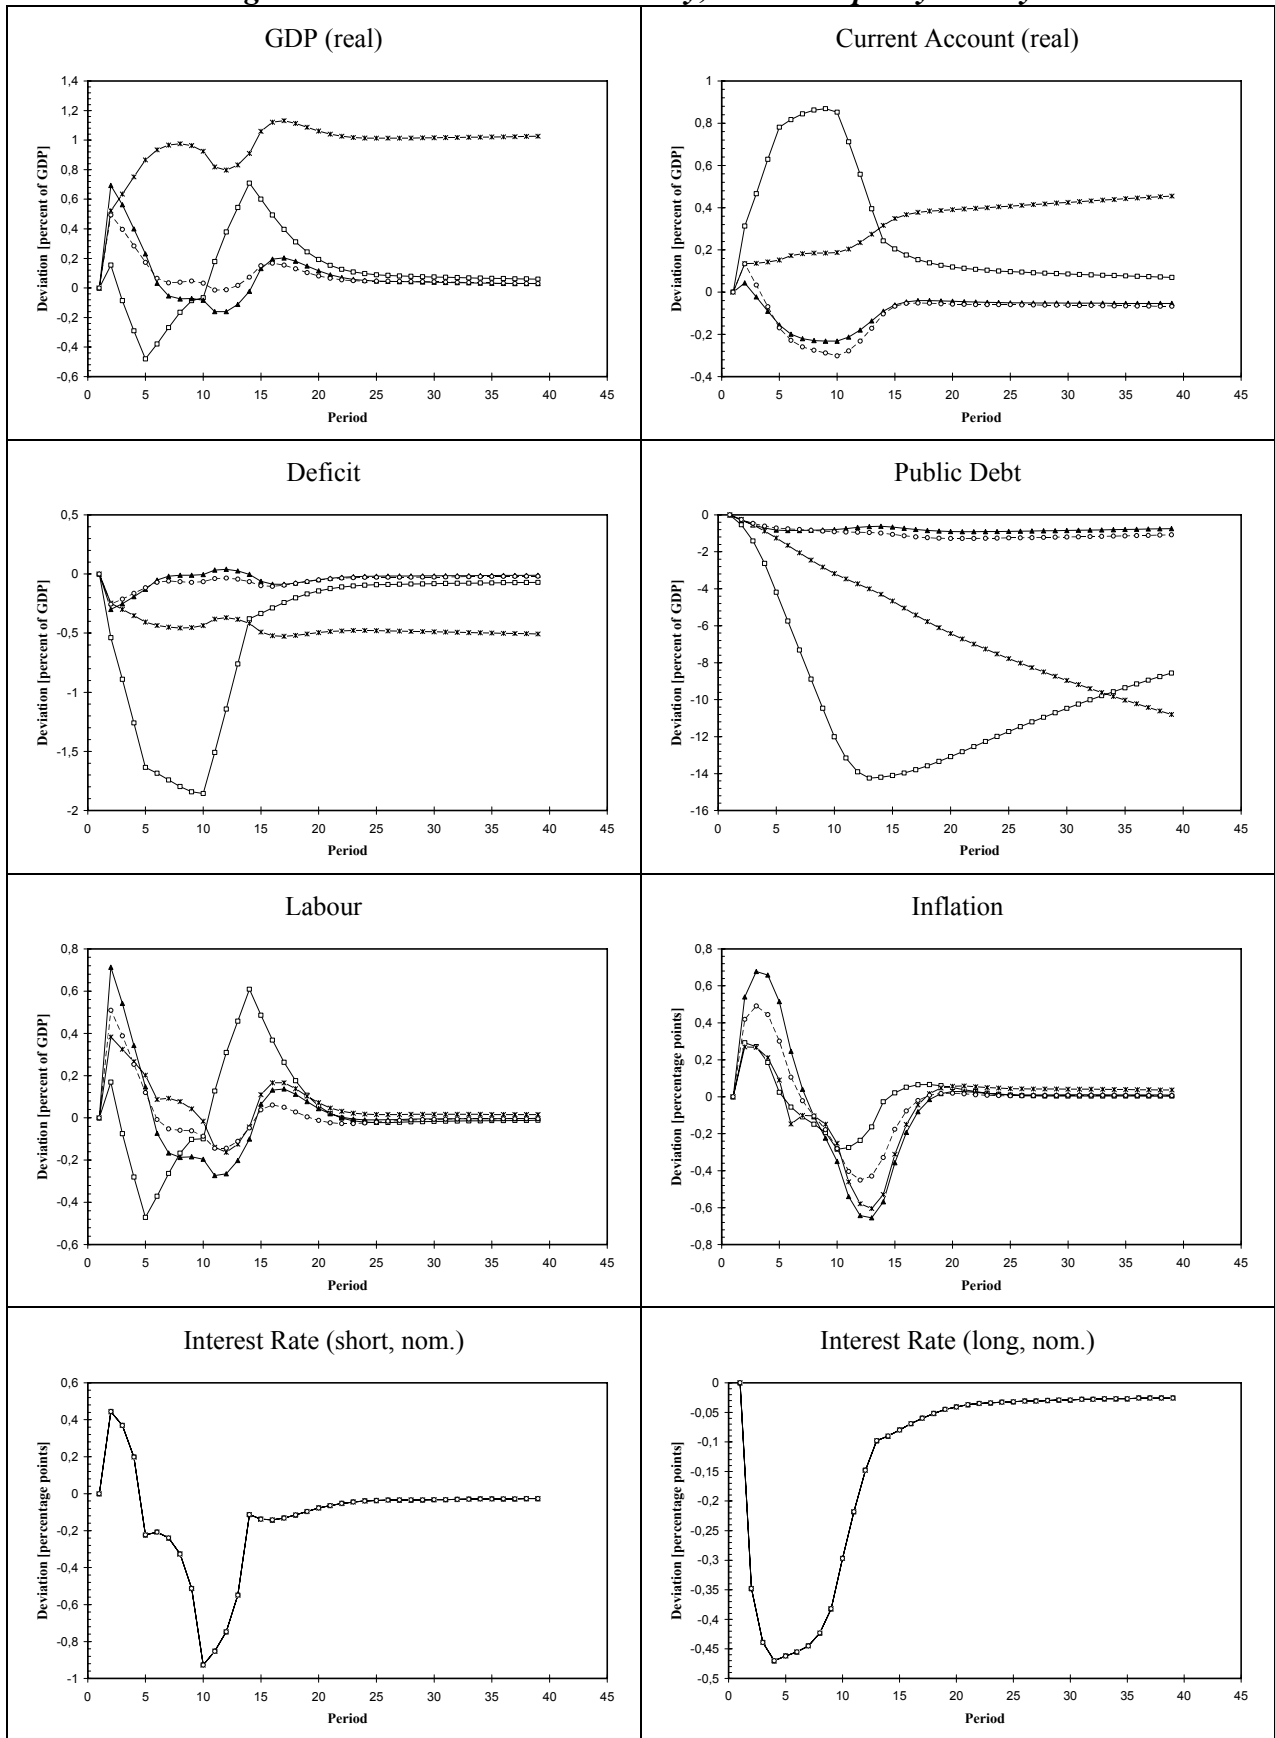 GDP (real)
Deviation [percent of GDP]
1,4
1,2
1
0,8
0,6
0,4
0,2
0
-0,2
-0,4
-0,6
0 5 10 15 20 25 30 35 40 45
Period
Current Account (real)
Deviation [percent of GDP]
1
0,8
0,6
0,4
0,2
0
-0,2
-0,4
0 5 10 15 20 25 30 35 40 45
Period
Deficit
Deviation [percent of GDP]
0,5
0
-0,5
-1
-1,5
-2
0 5 10 15 20 25 30 35 40 45
Period
Public Debt
Deviation [percent of GDP]
0
-2
-4
-6
-8
-10
-12
-14
-16
0 5 10 15 20 25 30 35 40 45
Period
Labour
Deviation [percent of GDP]
0,8
0,6
0,4
0,2
0
-0,2
-0,4
-0,6
0 5 10 15 20 25 30 35 40 45
Period
Inflation
Deviation [percentage points]
0,8
0,6
0,4
0,2
0
-0,2
-0,4
-0,6
-0,8
0 5 10 15 20 25 30 35 40 45
Period
Interest Rate (short, nom.)
Deviation [percentage points]
0,6
0,4
0,2
0
-0,2
-0,4
-0,6
-0,8
-1
0 5 10 15 20 25 30 35 40 45
Period
Interest Rate (long, nom.)
Deviation [percentage points]
0
-0,05
-0,1
-0,15
-0,2
-0,25
-0,3
-0,35
-0,4
-0,45
-0,5
0 5 10 15 20 25 30 35 40 45
Period